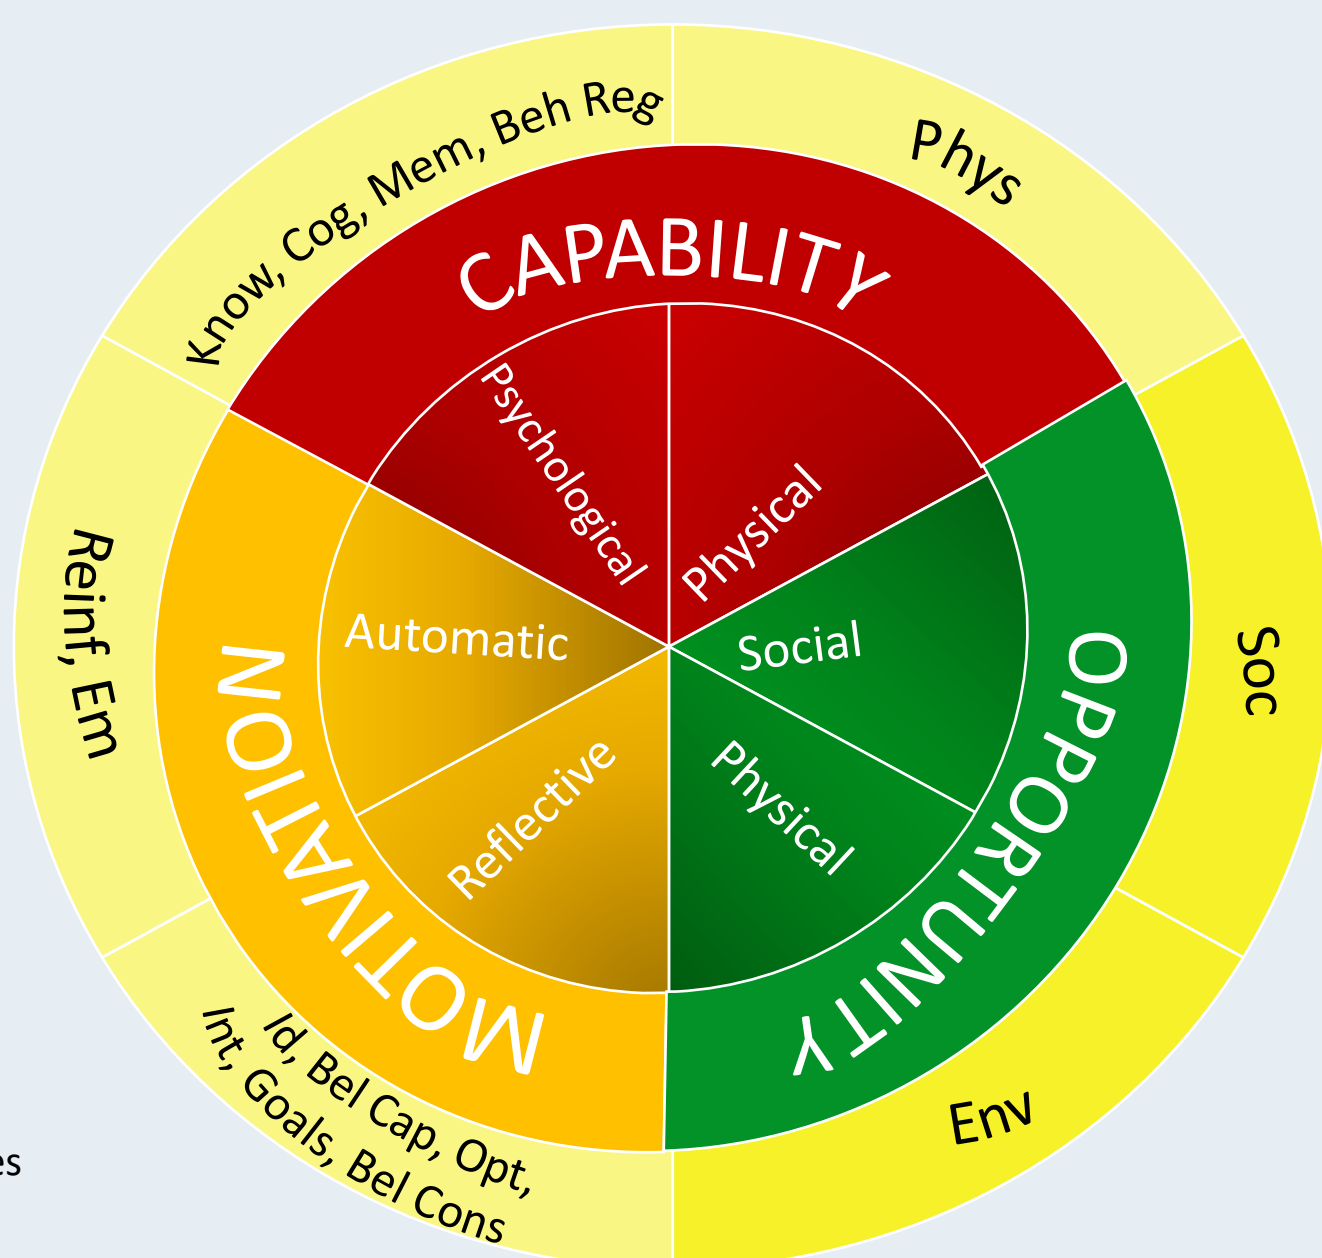 Know, Cog, Mem, Beh Reg
Phys
CAPABILITY
Psychological
Physical
Automatic
Social
Reflective
Physical
MOTIVATION
OPPORTUNITY
Reinf, Em
Soc
Id, Bel Cap, Opt,
Int, Goals, Bel Cons
Env
es